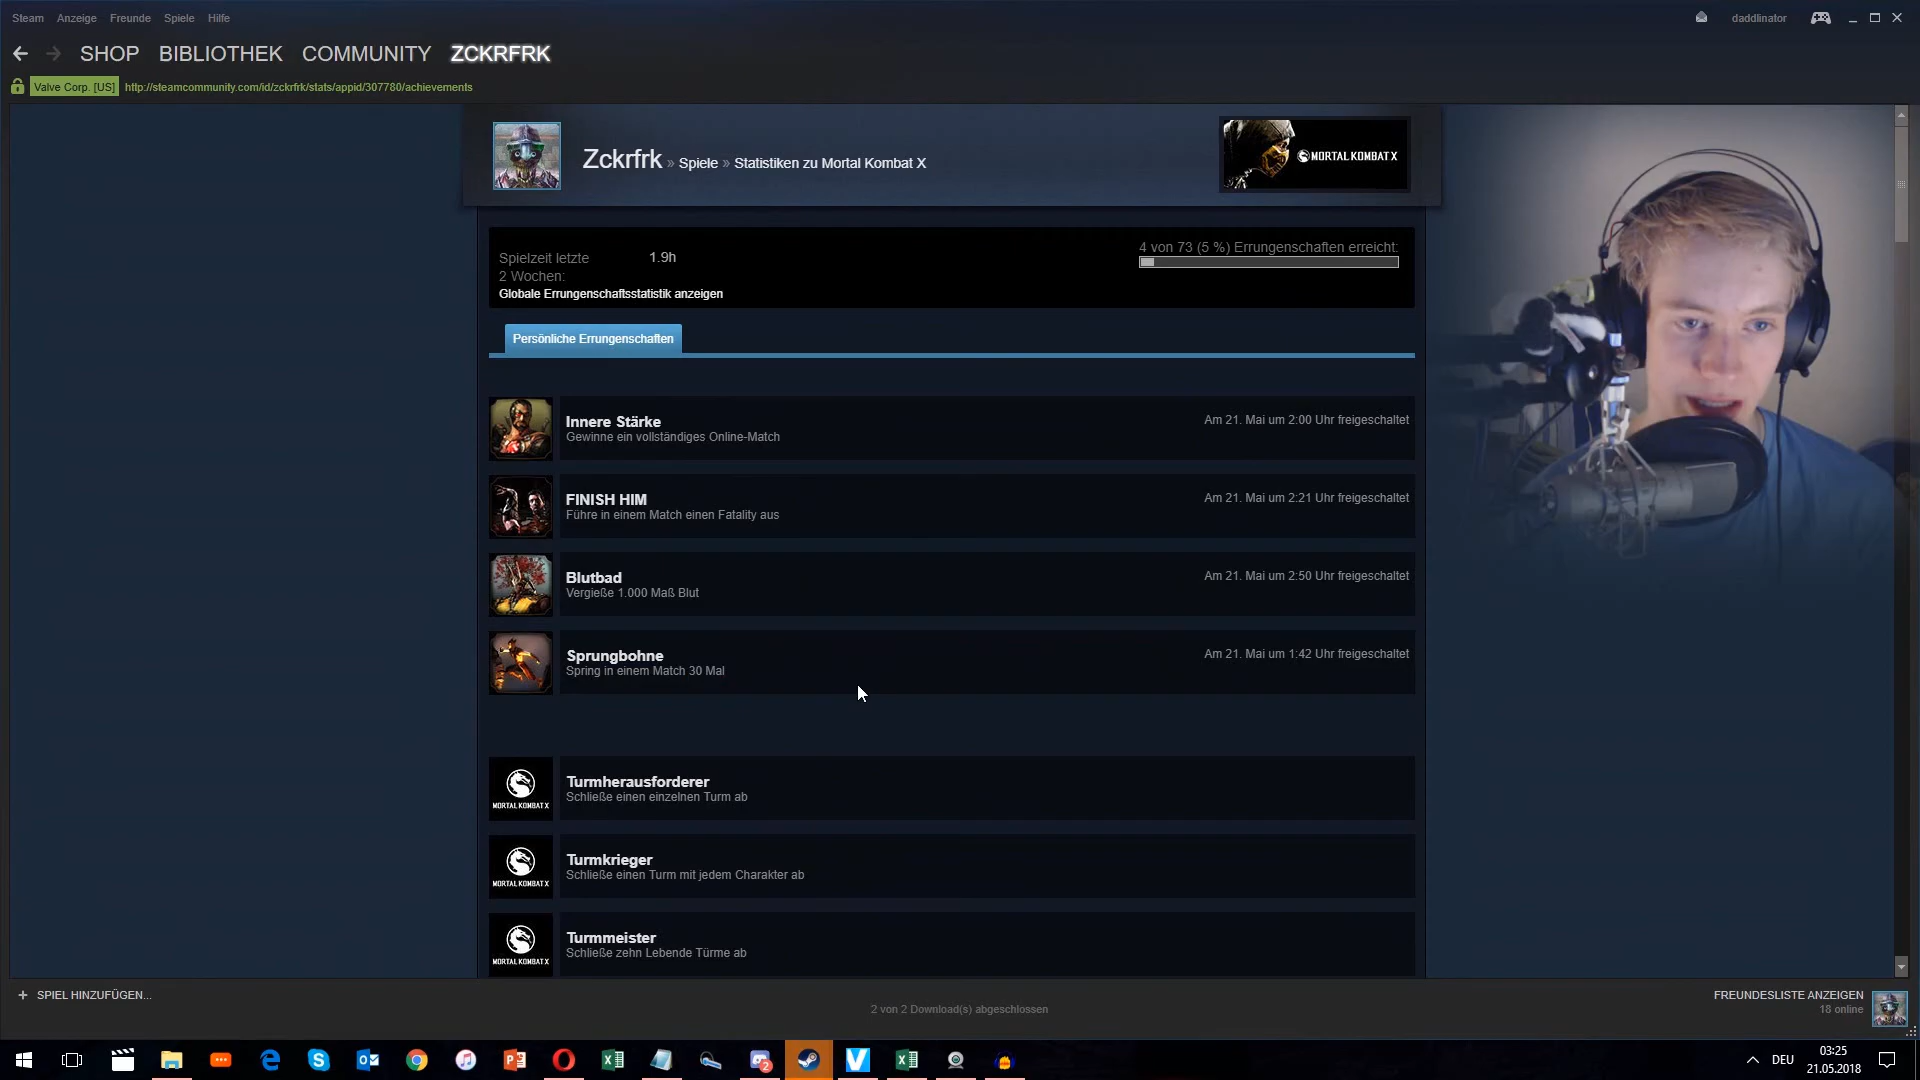 Steam Anzeige Freunde Spiele Hilfe
daddlinator
SHOP BIBLIOTHEK COMMUNITY ZCKRFRK
Valve Corp. [US] http://steamcommunity.com/id/zckrfrk/stats/appid/307780/achievements
Zckrfrk » Spiele » Statistiken zu Mortal Kombat X
MORTAL KOMBAT X
Spielzeit letzte 2 Wochen: 1.9h
4 von 73 (5 %) Errungenschaften erreicht:
Globale Errungenschaftsstatistik anzeigen
Persönliche Errungenschaften
Innere Stärke
Gewinne ein vollständiges Online-Match
Am 21. Mai um 2:00 Uhr freigeschaltet
FINISH HIM
Führe in einem Match einen Fatality aus
Am 21. Mai um 2:21 Uhr freigeschaltet
Blutbad
Vergieße 1.000 Maß Blut
Am 21. Mai um 2:50 Uhr freigeschaltet
Sprungbohne
Spring in einem Match 30 Mal
Am 21. Mai um 1:42 Uhr freigeschaltet
MORTAL KOMBAT X
Turmherausforderer
Schließe einen einzelnen Turm ab
MORTAL KOMBAT X
Turmkrieger
Schließe einen Turm mit jedem Charakter ab
MORTAL KOMBAT X
Turmmeister
Schließe zehn Lebende Türme ab
+ SPIEL HINZUFÜGEN...
2 von 2 Download(s) abgeschlossen
FREUNDESLISTE ANZEIGEN
18 online
2
DEU
03:25
21.05.2018